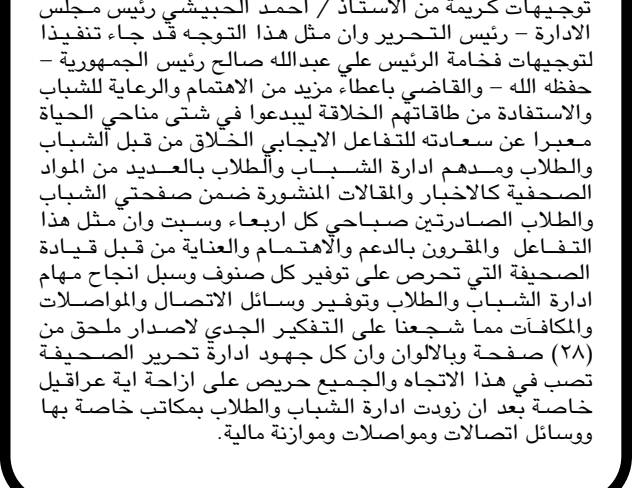 توجيهات كريمة من الاستاذ / احمد الحبيشي رئيس مجلس
الادارة – رئيس التحرير وان مثل هذا التوجه قد جاء تنفيذا
لتوجيهات فخامة الرئيس علي عبدالله صالح رئيس الجمهورية –
حفظه الله – والقاضي باعطاء مزيد من الاهتمام والرعاية للشباب
والاستفادة من طاقاتهم الخلاقة ليبدعوا في شتى مناحي الحياة
معبرا عن سعادته للتفاعل الايجابي الخلاق من قبل الشباب
والطلاب ومدهم ادارة الشباب والطلاب بالعديد من المواد
الصحفية كالاخبار والمقالات المنشورة ضمن صفحتي الشباب
والطلاب الصادرتين صباحي كل اربعاء وسبت وان مثل هذا
التفاعل والمقرون بالدعم والاهتمام والعناية من قبل قيادة
الصحيفة التي تحرص على توفير كل صنوف وسبل انجاح مهام
ادارة الشباب والطلاب وتوفير وسائل الاتصال والمواصلات
والمكافآت مما شجعنا على التفكير الجدي لاصدار ملحق من
(٢٨) صفحة وبالالوان وان كل جهود ادارة تحرير الصحيفة
تصب في هذا الاتجاه والجميع حريص على ازاحة اية عراقيل
خاصة بعد ان زودت ادارة الشباب والطلاب بمكاتب خاصة بها
ووسائل اتصالات ومواصلات وموازنة مالية.